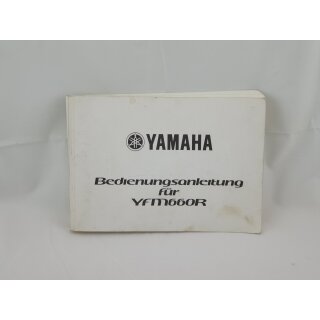 YAMAHA
Bedienungsanleitung
für
YFM660R